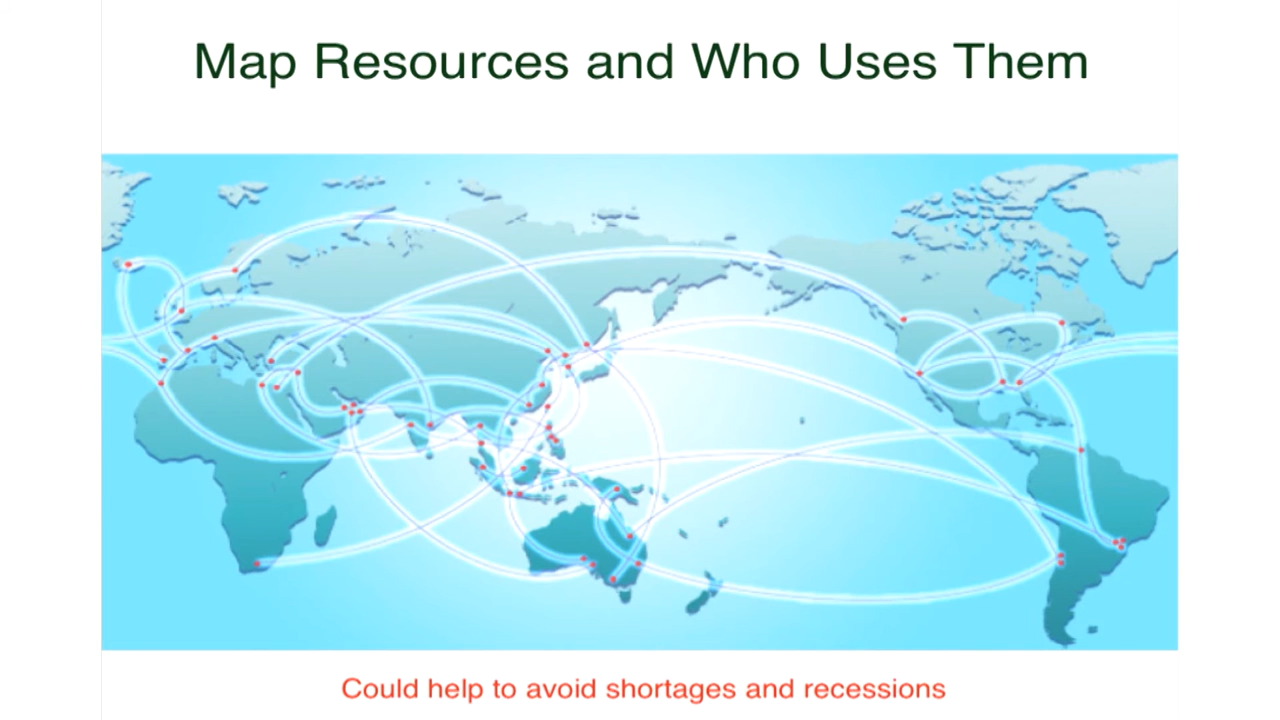 Map Resources and Who Uses Them
Could help to avoid shortages and recessions